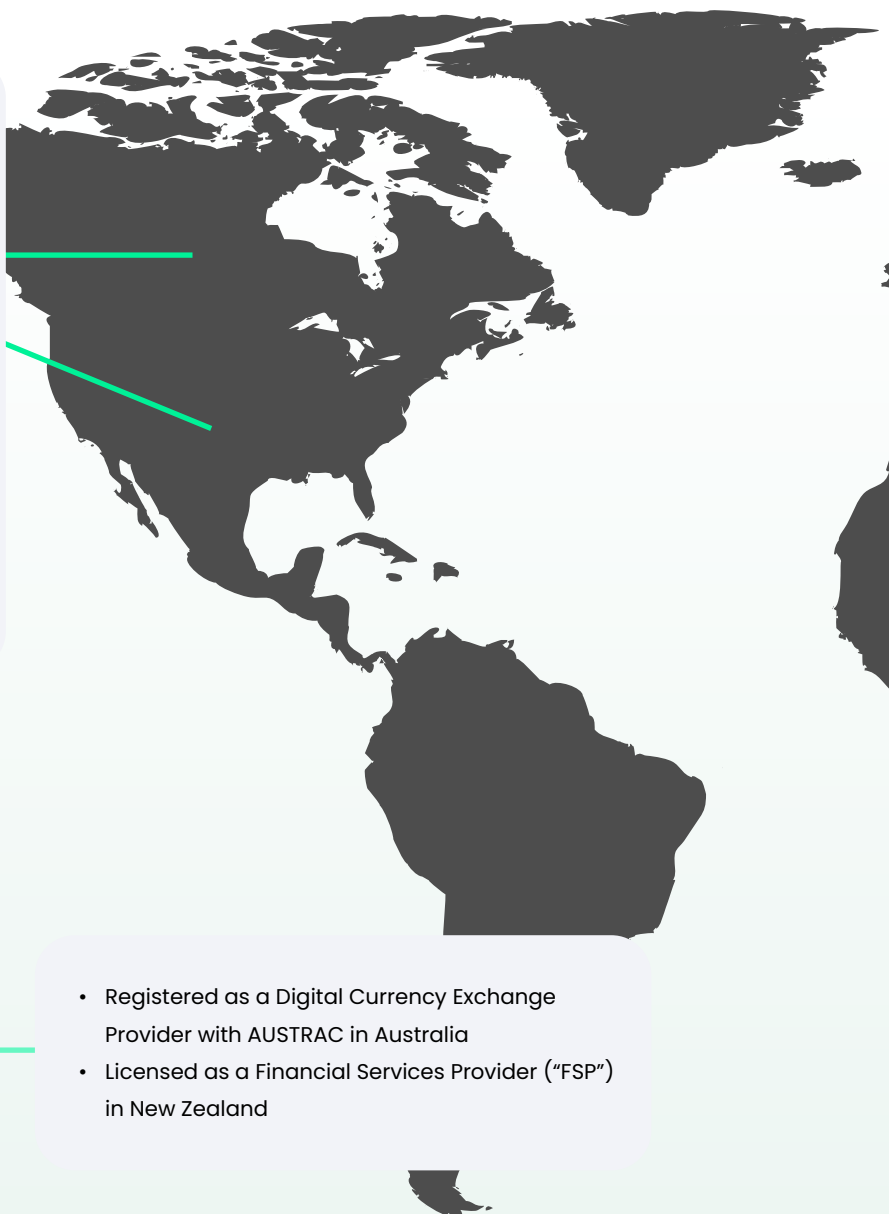 • Registered as a Digital Currency Exchange
Provider with AUSTRAC in Australia
• Licensed as a Financial Services Provider (“FSP”)
in New Zealand